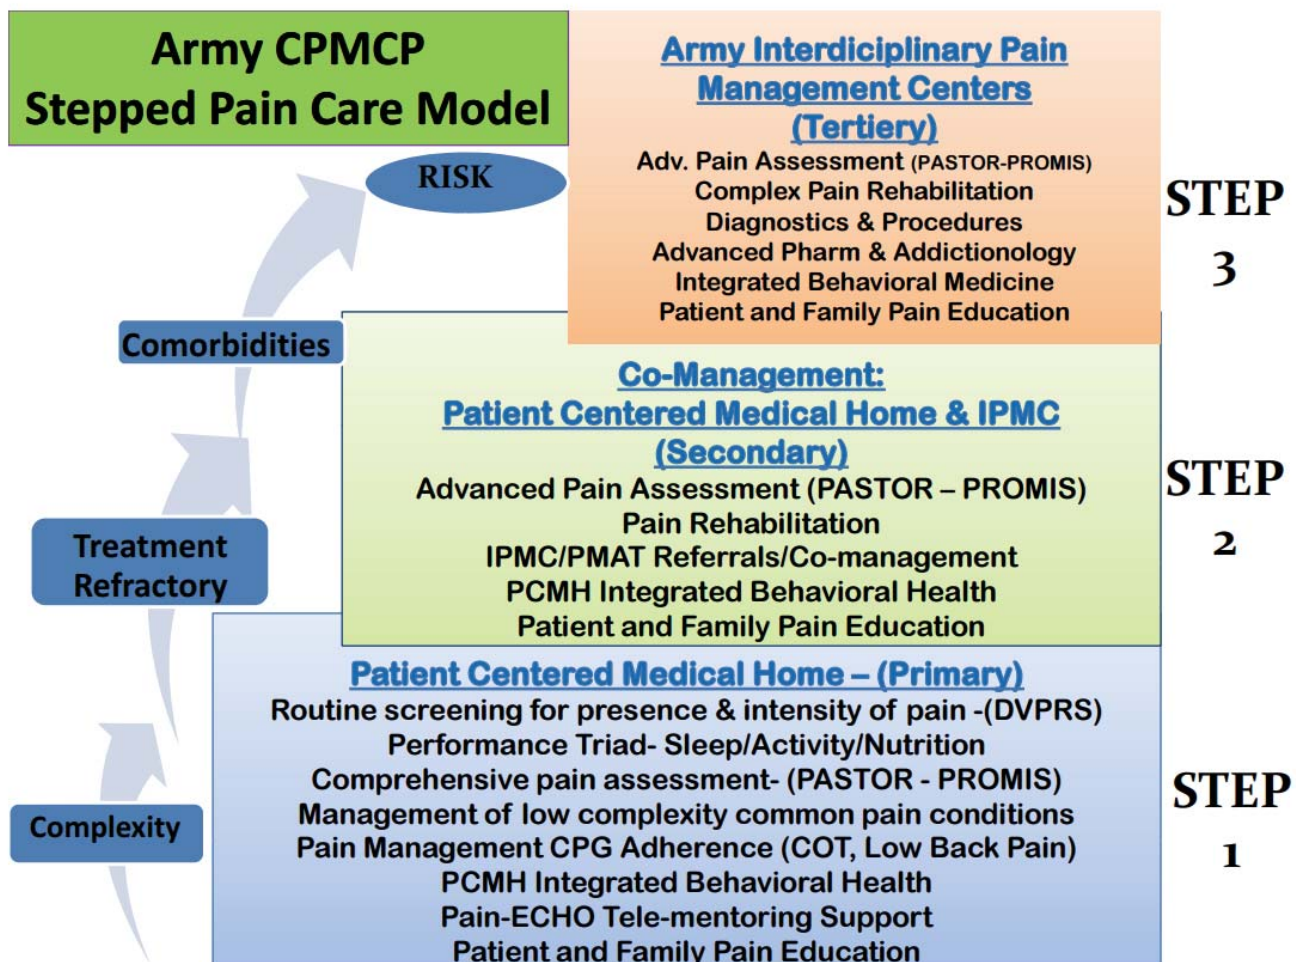 Army CPMCP
Stepped Pain Care Model
Army Interdiciplinary Pain
Management Centers
(Tertiery)
Adv. Pain Assessment (PASTOR-PROMIS)
Complex Pain Rehabilitation
Diagnostics & Procedures
Advanced Pharm & Addictionology
Integrated Behavioral Medicine
Patient and Family Pain Education
STEP
3
RISK
Comorbidities
Co-Management:
Patient Centered Medical Home & IPMC
(Secondary)
Advanced Pain Assessment (PASTOR – PROMIS)
Pain Rehabilitation
IPMC/PMAT Referrals/Co-management
PCMH Integrated Behavioral Health
Patient and Family Pain Education
STEP
2
Treatment
Refractory
Patient Centered Medical Home – (Primary)
Routine screening for presence & intensity of pain -(DVPRS)
Performance Triad- Sleep/Activity/Nutrition
Comprehensive pain assessment- (PASTOR - PROMIS)
Management of low complexity common pain conditions
Pain Management CPG Adherence (COT, Low Back Pain)
PCMH Integrated Behavioral Health
Pain-ECHO Tele-mentoring Support
Patient and Family Pain Education
STEP
1
Complexity